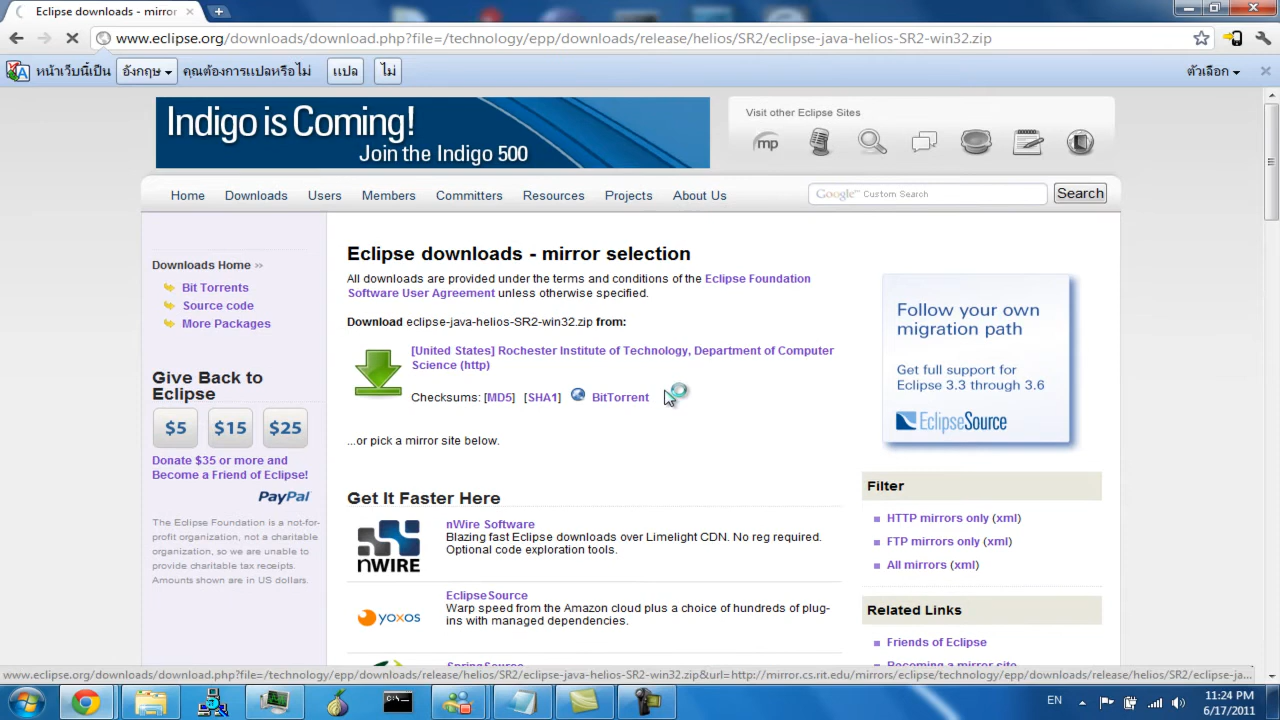 Eclipse downloads - mirror
www.eclipse.org/downloads/download.php?file=/technology/epp/downloads/release/helios/SR2/eclipse-java-helios-SR2-win32.zip
หน้าเว็บนี้เป็น อังกฤษ คุณต้องการแปลหรือไม่ แปล ไม่ ตัวเลือก
Indigo is Coming!
Join the Indigo 500
Visit other Eclipse Sites
mp
Home Downloads Users Members Committers Resources Projects About Us
Google Custom Search Search
Downloads Home >>
Bit Torrents
Source code
More Packages
Give Back to
Eclipse
$5 $15 $25
Donate $35 or more and
Become a Friend of Eclipse!
PayPal
The Eclipse Foundation is a not-for-
profit organization, not a charitable
organization, so we are unable to
provide charitable tax receipts.
Amounts shown are in US dollars.
Eclipse downloads - mirror selection
All downloads are provided under the terms and conditions of the Eclipse Foundation
Software User Agreement unless otherwise specified.
Download eclipse-java-helios-SR2-win32.zip from:
[United States] Rochester Institute of Technology, Department of Computer
Science (http)
Checksums: [MD5] [SHA1] BitTorrent
...or pick a mirror site below.
Get It Faster Here
nWIRE
nWire Software
Blazing fast Eclipse downloads over Limelight CDN. No reg required.
Optional code exploration tools.
yoxos
EclipseSource
Warp speed from the Amazon cloud plus a choice of hundreds of plug-
ins with managed dependencies.
SpringSource
Follow your own
migration path
Get full support for
Eclipse 3.3 through 3.6
EclipseSource
Filter
HTTP mirrors only (xml)
FTP mirrors only (xml)
All mirrors (xml)
Related Links
Friends of Eclipse
Becoming a mirror site
www.eclipse.org/downloads/download.php?file=/technology/epp/downloads/release/helios/SR2/eclipse-java-helios-SR2-win32.zip&url=http://mirror.cs.rit.edu/mirrors/eclipse/technology/epp/downloads/release/helios/SR2/eclipse-ja...
EN
11:24 PM
6/17/2011